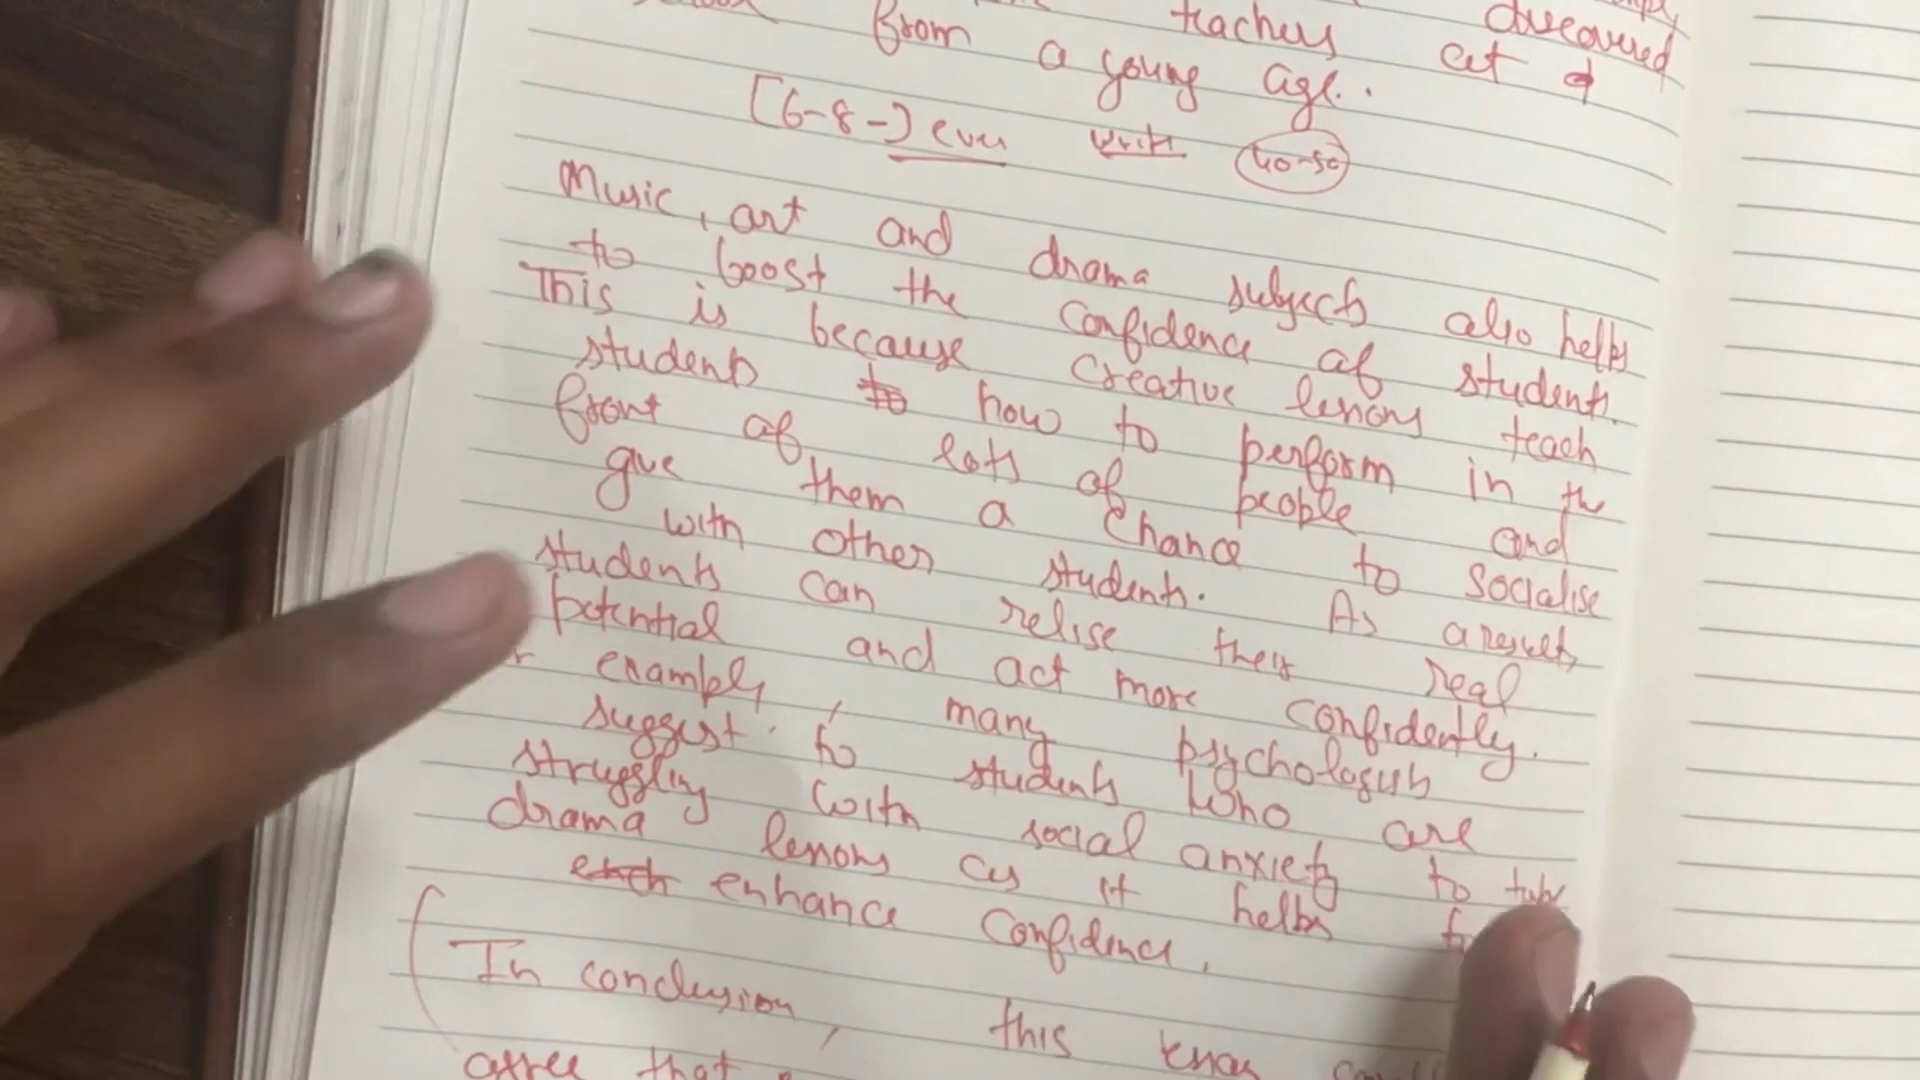 teachers discovered
from a young age. at
[6-8-] even write 40-50
Music, art and drama subjects also helps
to boost the confidence of students.
This is because creative lessons teach
students to how to perform in the
front of lots of people and
give them a chance to socialise
with other students. As a result,
students can relise their real
potential and act more confidently.
example, many psychologists
suggest to students who are
struggling with social anxiety to take
drama lessons as it helps
enhance confidence.
In conclusion, this essay
agree that